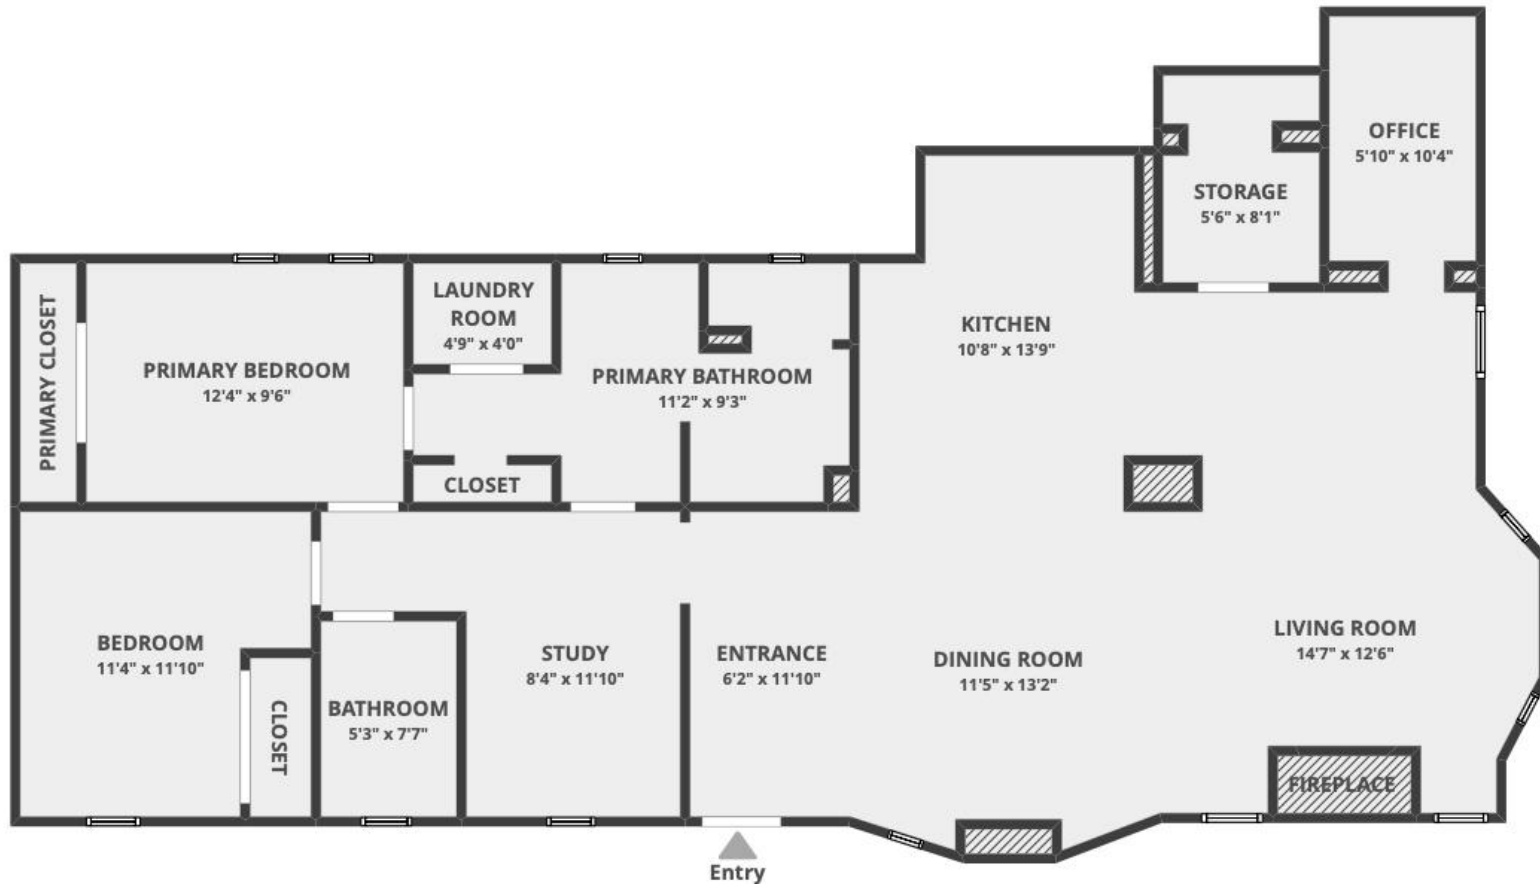 OFFICE
5'10" x 10'4"
STORAGE
5'6" x 8'1"
PRIMARY CLOSET
PRIMARY BEDROOM
12'4" x 9'6"
LAUNDRY
ROOM
4'9" x 4'0"
PRIMARY BATHROOM
11'2" x 9'3"
CLOSET
KITCHEN
10'8" x 13'9"
BEDROOM
11'4" x 11'10"
CLOSET
BATHROOM
5'3" x 7'7"
STUDY
8'4" x 11'10"
ENTRANCE
6'2" x 11'10"
DINING ROOM
11'5" x 13'2"
LIVING ROOM
14'7" x 12'6"
FIREPLACE
Entry